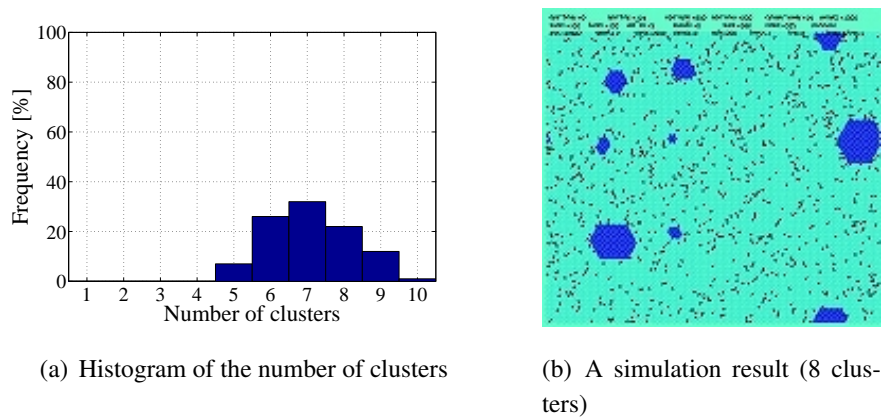 100
80
60
40
20
0
Frequency [%]
1 2 3 4 5 6 7 8 9 10
Number of clusters
(a) Histogram of the number of clusters
(b) A simulation result (8 clus-
ters)